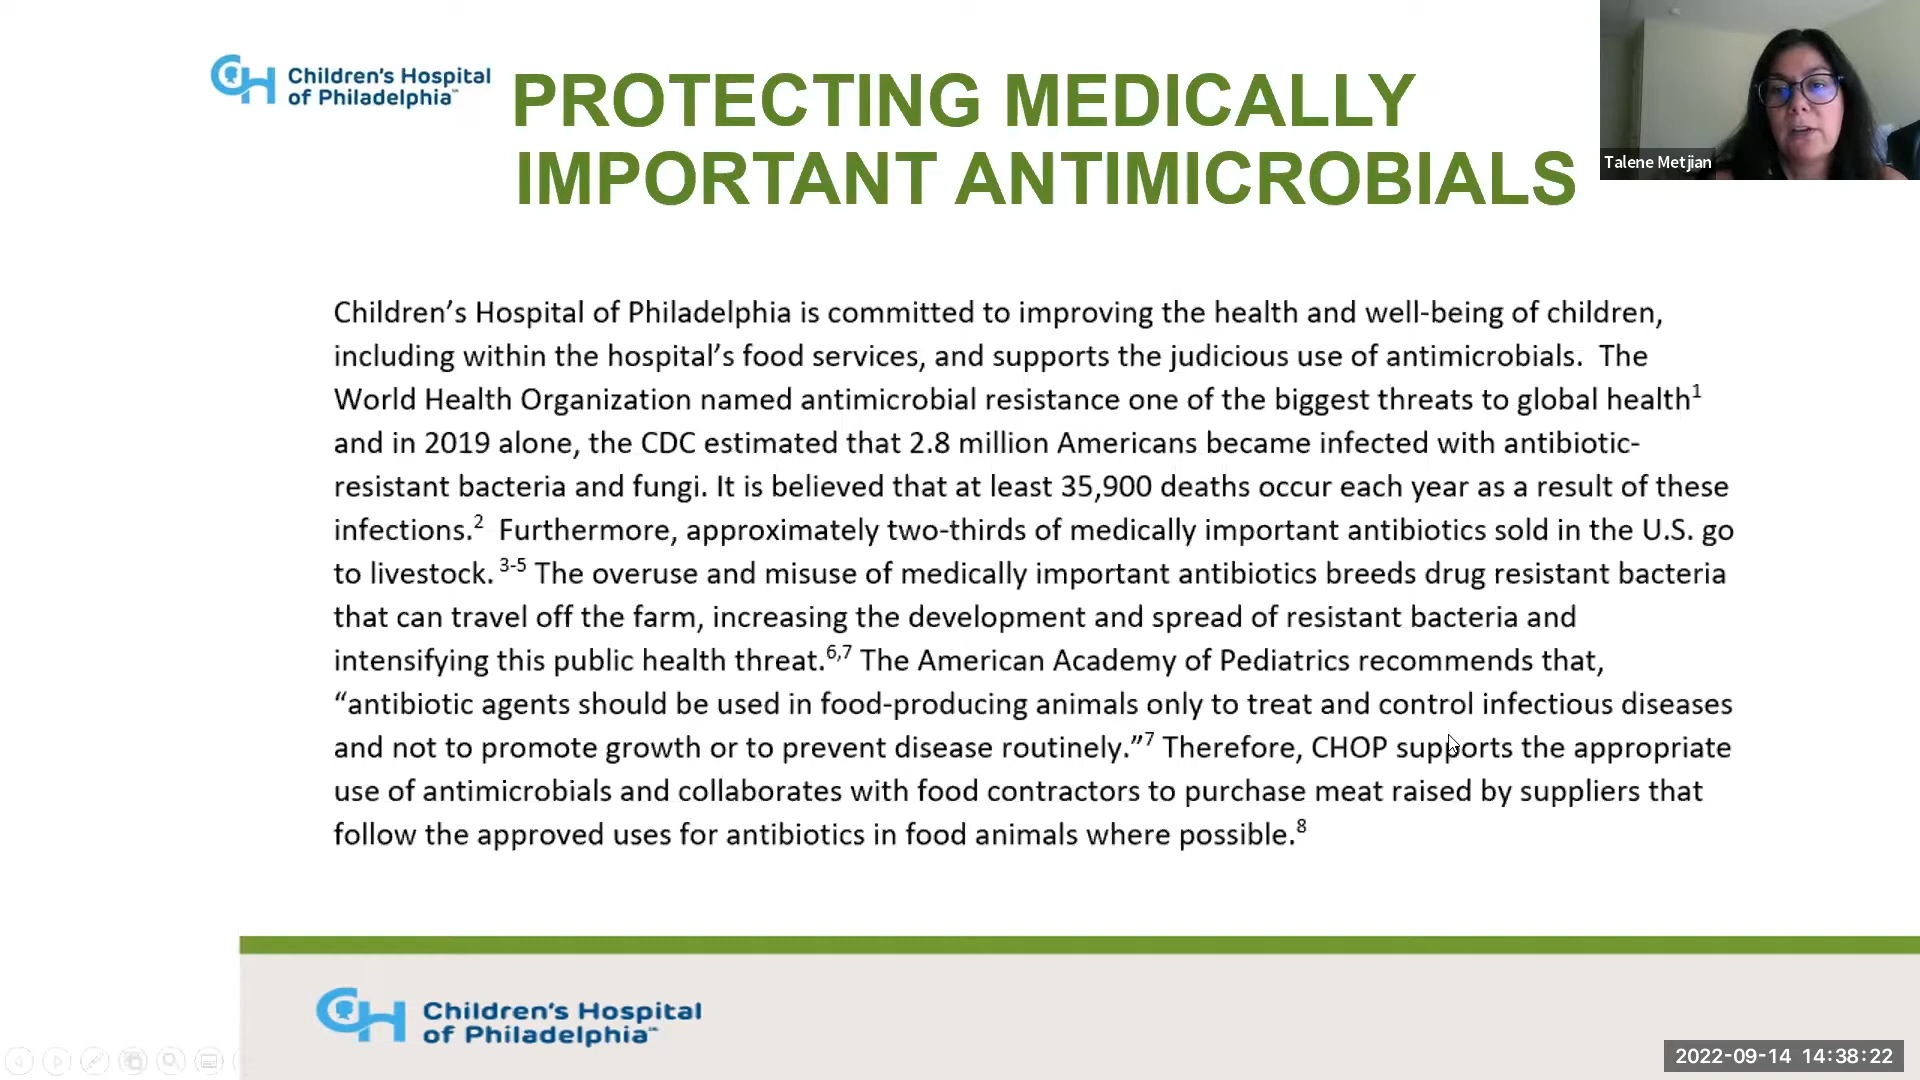 Children's Hospital
of Philadelphia℠
PROTECTING MEDICALLY
IMPORTANT ANTIMICROBIALS
Talene Metjian
Children’s Hospital of Philadelphia is committed to improving the health and well-being of children,
including within the hospital’s food services, and supports the judicious use of antimicrobials.  The
World Health Organization named antimicrobial resistance one of the biggest threats to global health¹
and in 2019 alone, the CDC estimated that 2.8 million Americans became infected with antibiotic-
resistant bacteria and fungi. It is believed that at least 35,900 deaths occur each year as a result of these
infections.²  Furthermore, approximately two-thirds of medically important antibiotics sold in the U.S. go
to livestock. ³⁻⁵ The overuse and misuse of medically important antibiotics breeds drug resistant bacteria
that can travel off the farm, increasing the development and spread of resistant bacteria and
intensifying this public health threat.⁶,⁷ The American Academy of Pediatrics recommends that,
“antibiotic agents should be used in food-producing animals only to treat and control infectious diseases
and not to promote growth or to prevent disease routinely.”⁷ Therefore, CHOP supports the appropriate
use of antimicrobials and collaborates with food contractors to purchase meat raised by suppliers that
follow the approved uses for antibiotics in food animals where possible.⁸
Children's Hospital
of Philadelphia℠
2022-09-14 14:38:22